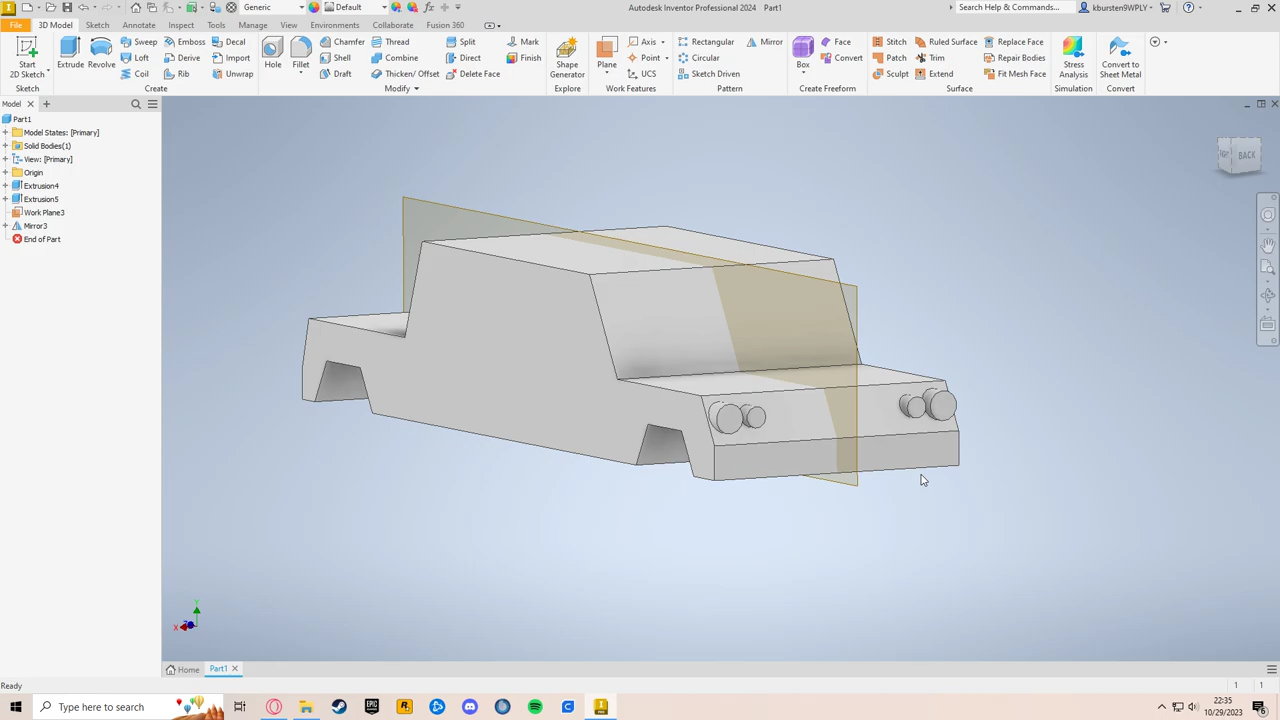 Generic
Default
Autodesk Inventor Professional 2024 Part1
Search Help & Commands...
kbursten9WPLY
File 3D Model Sketch Annotate Inspect Tools Manage View Environments Collaborate Fusion 360
Start
2D Sketch
Sketch
Extrude
Revolve
Sweep Emboss Decal
Loft Derive Import
Coil Rib Unwrap
Create
Hole
Fillet
Chamfer Thread Split Mark
Shell Combine Direct Finish
Draft Thicken/ Offset Delete Face
Modify
Shape
Generator
Explore
Plane
Axis
Point
UCS
Work Features
Rectangular Mirror
Circular
Sketch Driven
Pattern
Box
Face
Convert
Create Freeform
Stitch Ruled Surface Replace Face
Patch Trim Repair Bodies
Sculpt Extend Fit Mesh Face
Surface
Stress
Analysis
Simulation
Convert to
Sheet Metal
Convert
Model
Part1
Model States: [Primary]
Solid Bodies(1)
View: [Primary]
Origin
Extrusion4
Extrusion5
Work Plane3
Mirror3
End of Part
BACK
Y
X
Home Part1
Ready
1 1
Type here to search
EPIC
PRO
22:35
10/29/2023
6